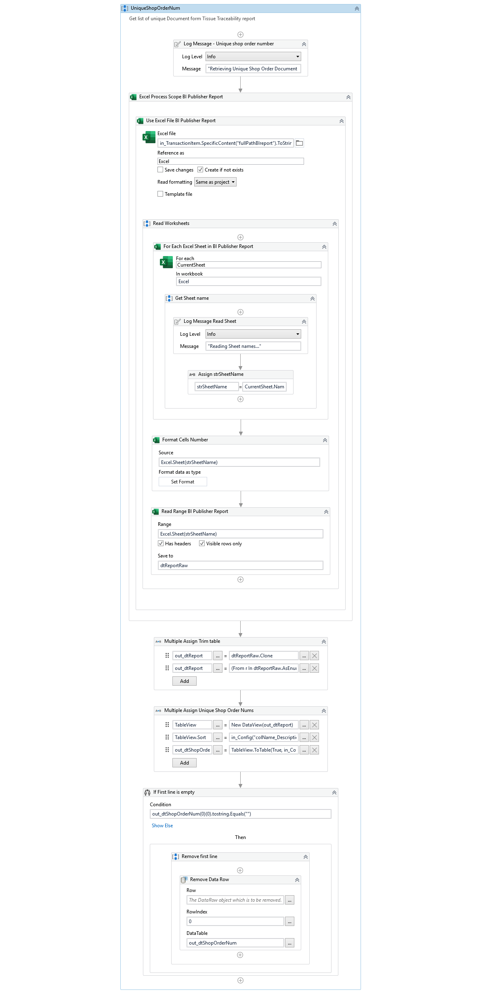 UniqueShopOrderNum
Get list of unique Document form Tissue Traceability report
Log Message - Unique shop order number
Log Level Info
Message "Retrieving Unique Shop Order Document
Excel Process Scope BI Publisher Report
Use Excel File BI Publisher Report
Excel file
in_TransactionItem.SpecificContent("fullPathBIreport").ToStrin
Reference as
Excel
Save changes Create if not exists
Read formatting Same as project
Template file
Read Worksheets
For Each Excel Sheet in BI Publisher Report
For each
CurrentSheet
In workbook
Excel
Get Sheet name
Log Message Read Sheet
Log Level Info
Message "Reading Sheet names..."
A+B Assign strSheetName
strSheetName = CurrentSheet.Nam
Format Cells Number
Source
Excel.Sheet(strSheetName)
Format data as type
Set Format
Read Range BI Publisher Report
Range
Excel.Sheet(strSheetName)
Has headers Visible rows only
Save to
dtReportRaw
A+B Multiple Assign Trim table
out_dtReport ... = dtReportRaw.Clone ...
out_dtReport ... = (From r In dtReportRaw.AsEnu ...
Add
A+B Multiple Assign Unique Shop Order Nums
TableView ... = New DataView(out_dtReport) ...
TableView.Sort ... = in_Config("colName_Descripti ...
out_dtShopOrde ... = TableView.ToTable(True, in_Co ...
Add
If First line is empty
Condition
out_dtShopOrderNum(0)(0).tostring.Equals("")
Show Else
Then
Remove first line
Remove Data Row
Row
The DataRow object which is to be removed. ...
RowIndex
0 ...
DataTable
out_dtShopOrderNum ...